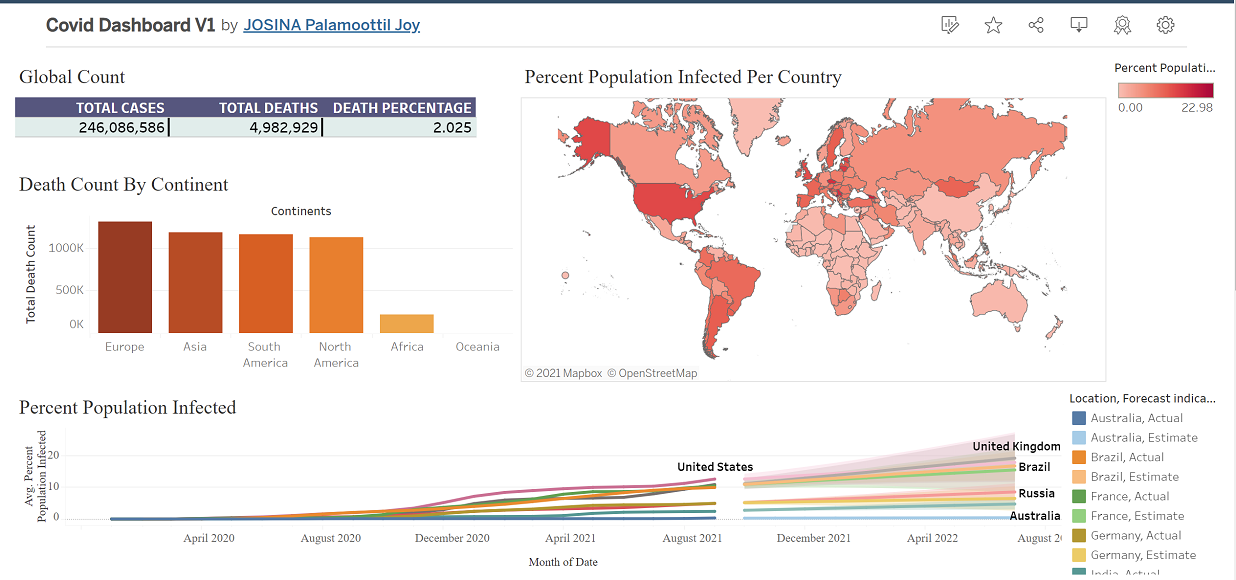 Covid Dashboard V1 by JOSINA Palamoottil Joy
Global Count
TOTAL CASES TOTAL DEATHS DEATH PERCENTAGE
246,086,586 4,982,929 2.025
Death Count By Continent
Continents
Total Death Count
1000K
500K
0K
Europe Asia South America North America Africa Oceania
Percent Population Infected Per Country
© 2021 Mapbox © OpenStreetMap
Percent Populati...
0.00 22.98
Percent Population Infected
Avg. Percent
Population Infected
20
10
0
United States
United Kingdom
Brazil
Russia
Australia
April 2020 August 2020 December 2020 April 2021 August 2021 December 2021 April 2022 August 20
Month of Date
Location, Forecast indica...
Australia, Actual
Australia, Estimate
Brazil, Actual
Brazil, Estimate
France, Actual
France, Estimate
Germany, Actual
Germany, Estimate
India, Actual